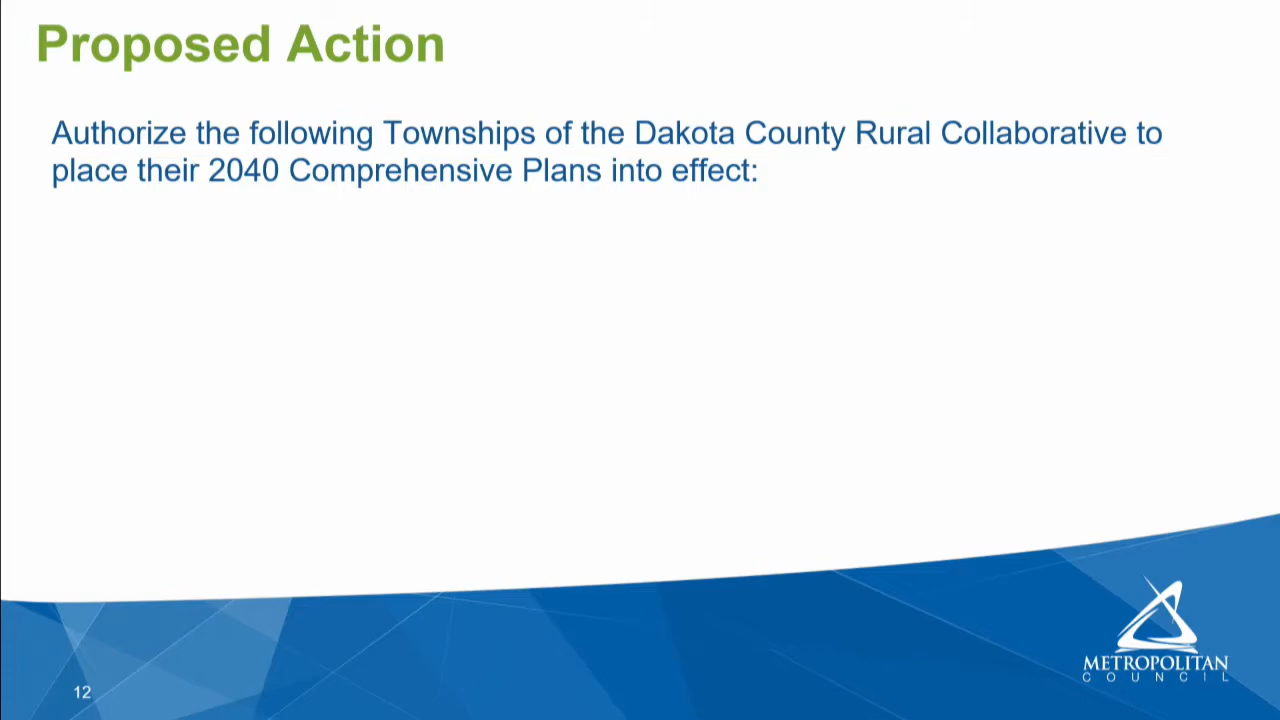 Proposed Action
Authorize the following Townships of the Dakota County Rural Collaborative to
place their 2040 Comprehensive Plans into effect:
12
METROPOLITAN
COUNCIL